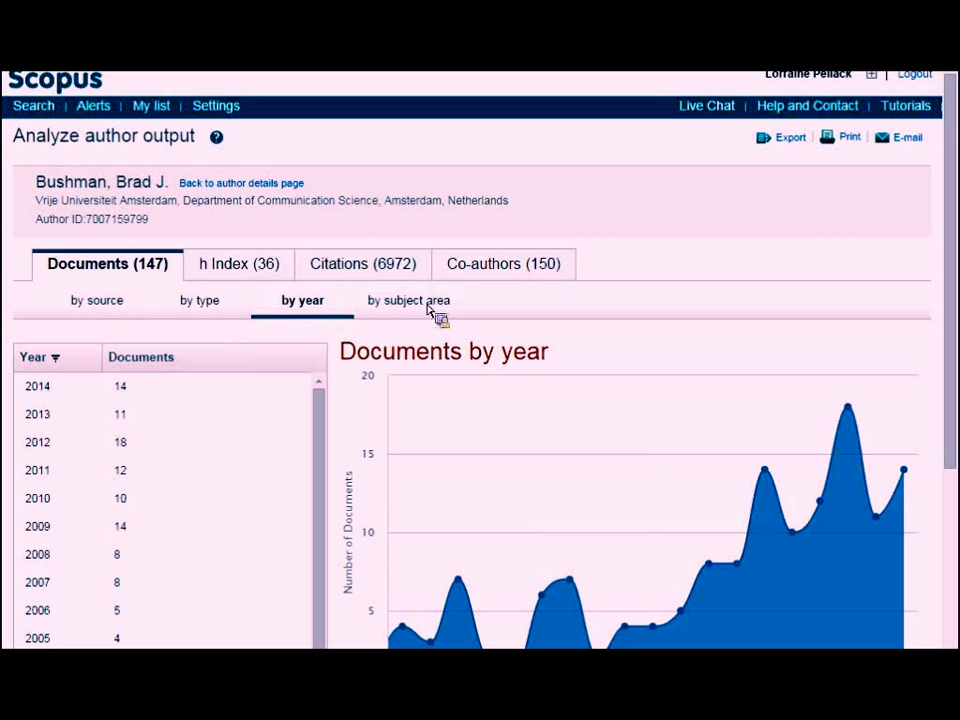 Scopus
Lorraine Pellack Logout
Search Alerts My list Settings Live Chat Help and Contact Tutorials
Analyze author output ?
Export Print E-mail
Bushman, Brad J. Back to author details page
Vrije Universiteit Amsterdam, Department of Communication Science, Amsterdam, Netherlands
Author ID:7007159799
Documents (147) h Index (36) Citations (6972) Co-authors (150)
by source by type by year by subject area
Year Documents
2014 14
2013 11
2012 18
2011 12
2010 10
2009 14
2008 8
2007 8
2006 5
2005 4
Documents by year
20
15
10
5
Number of Documents